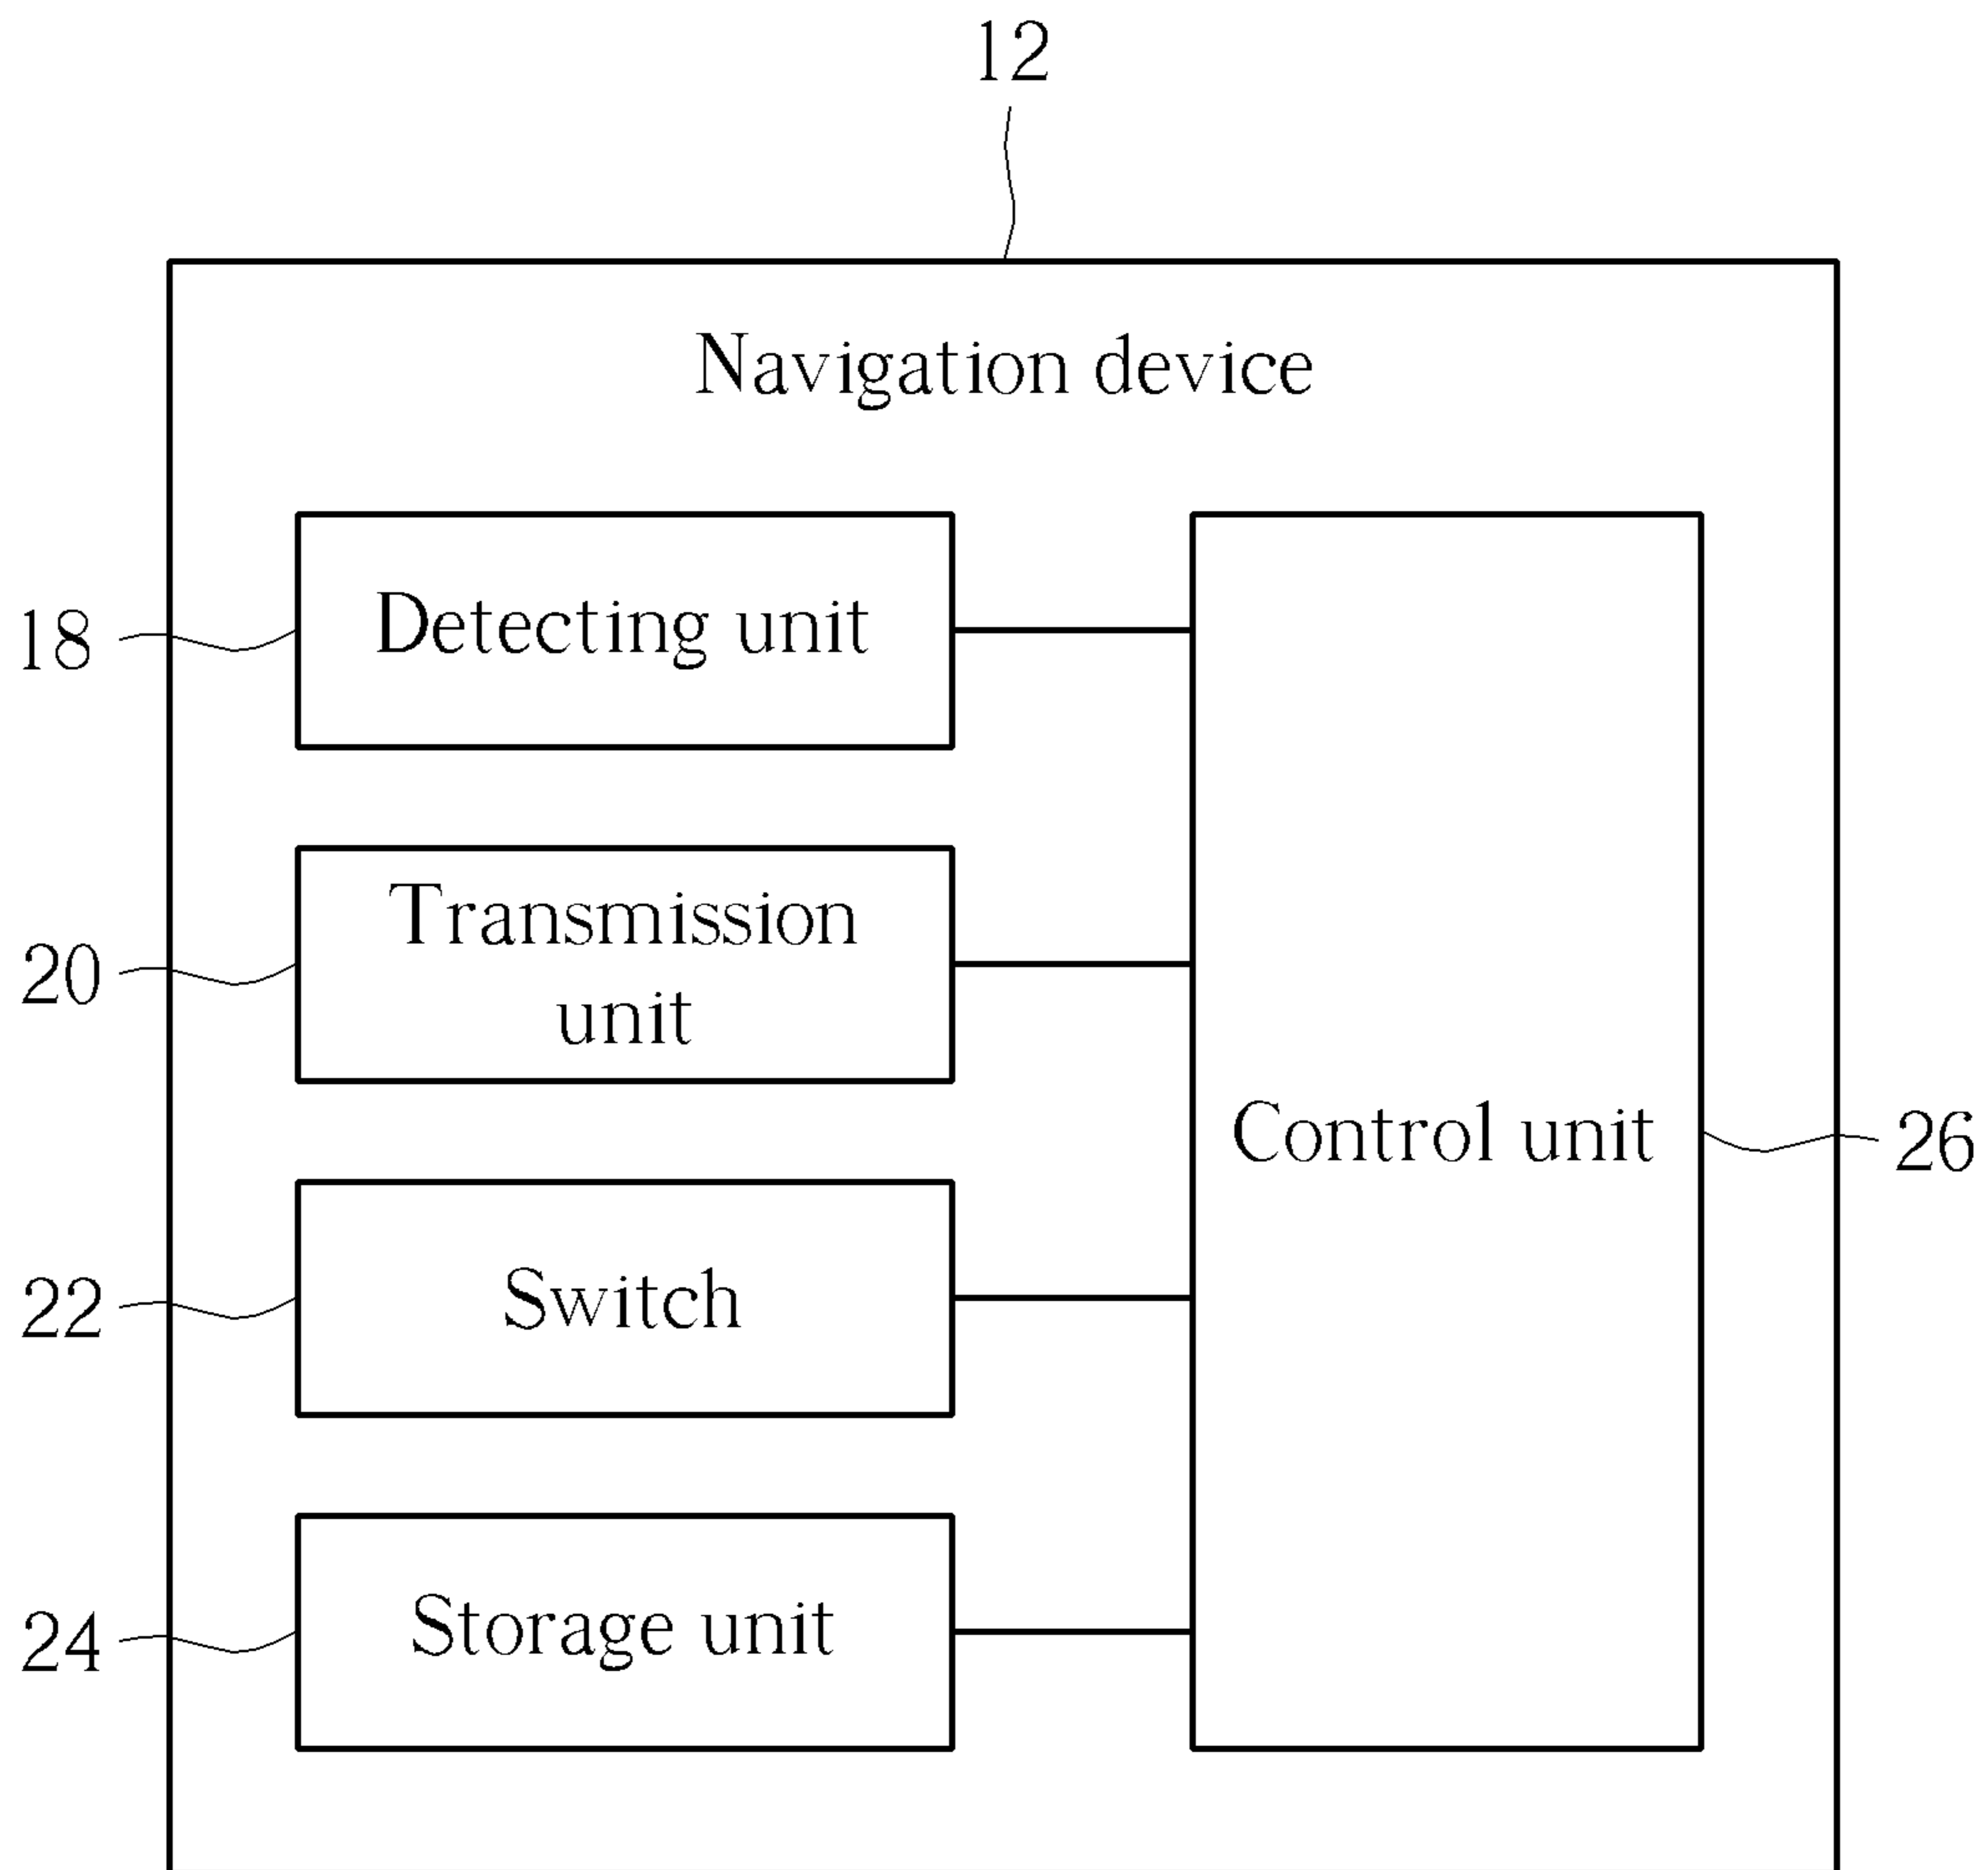 12
Navigation device
18
Detecting unit
20
Transmission
unit
Control unit
26
22
Switch
24
Storage unit